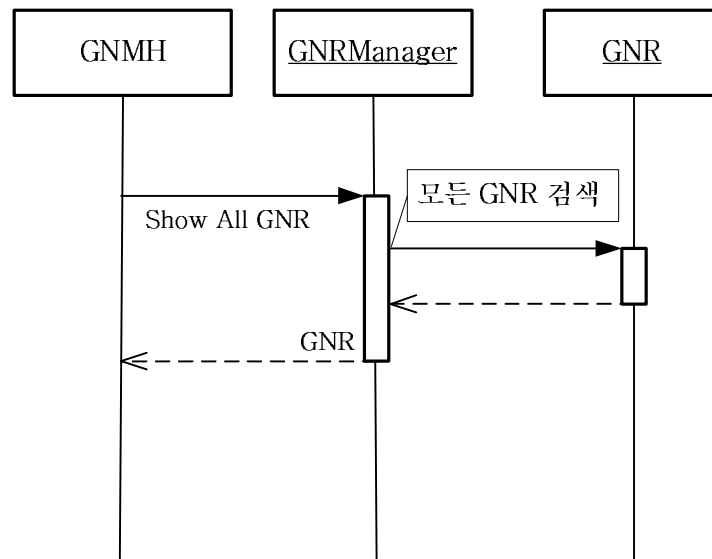 GNMH
GNRManager
GNR
모든 GNR 검색
Show All GNR
GNR